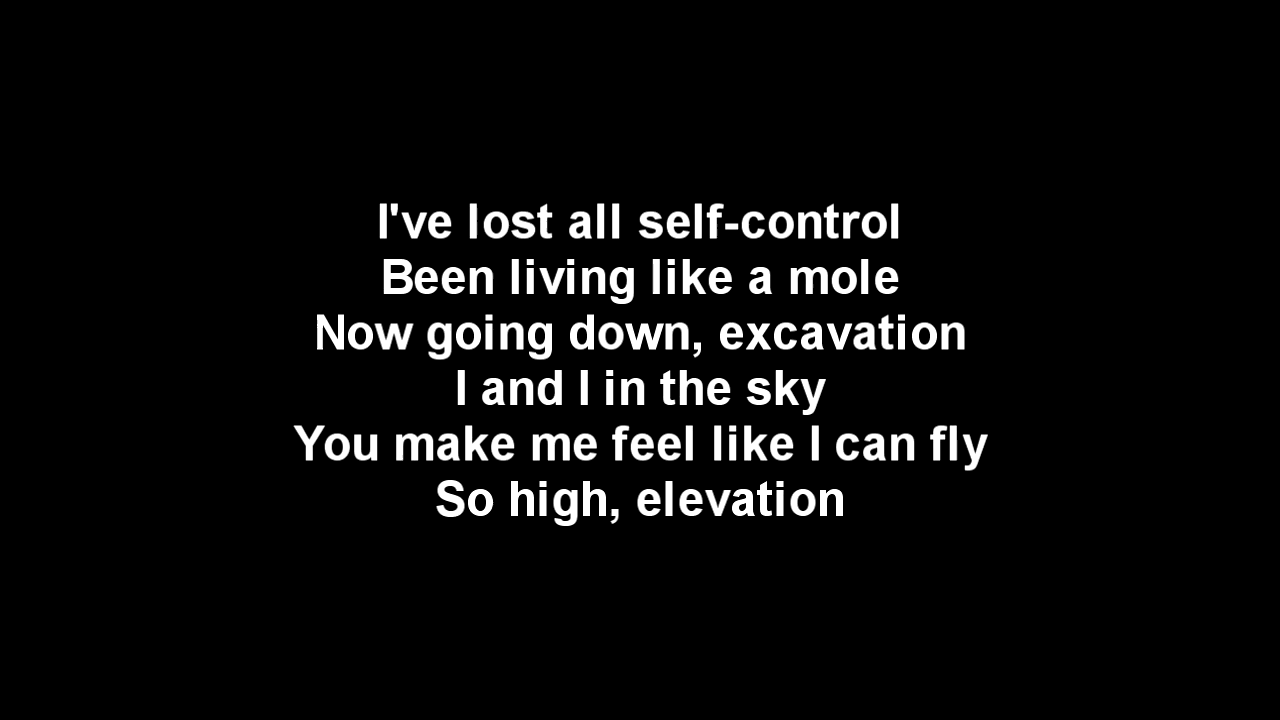 I've lost all self-control
Been living like a mole
Now going down, excavation
I and I in the sky
You make me feel like I can fly
So high, elevation